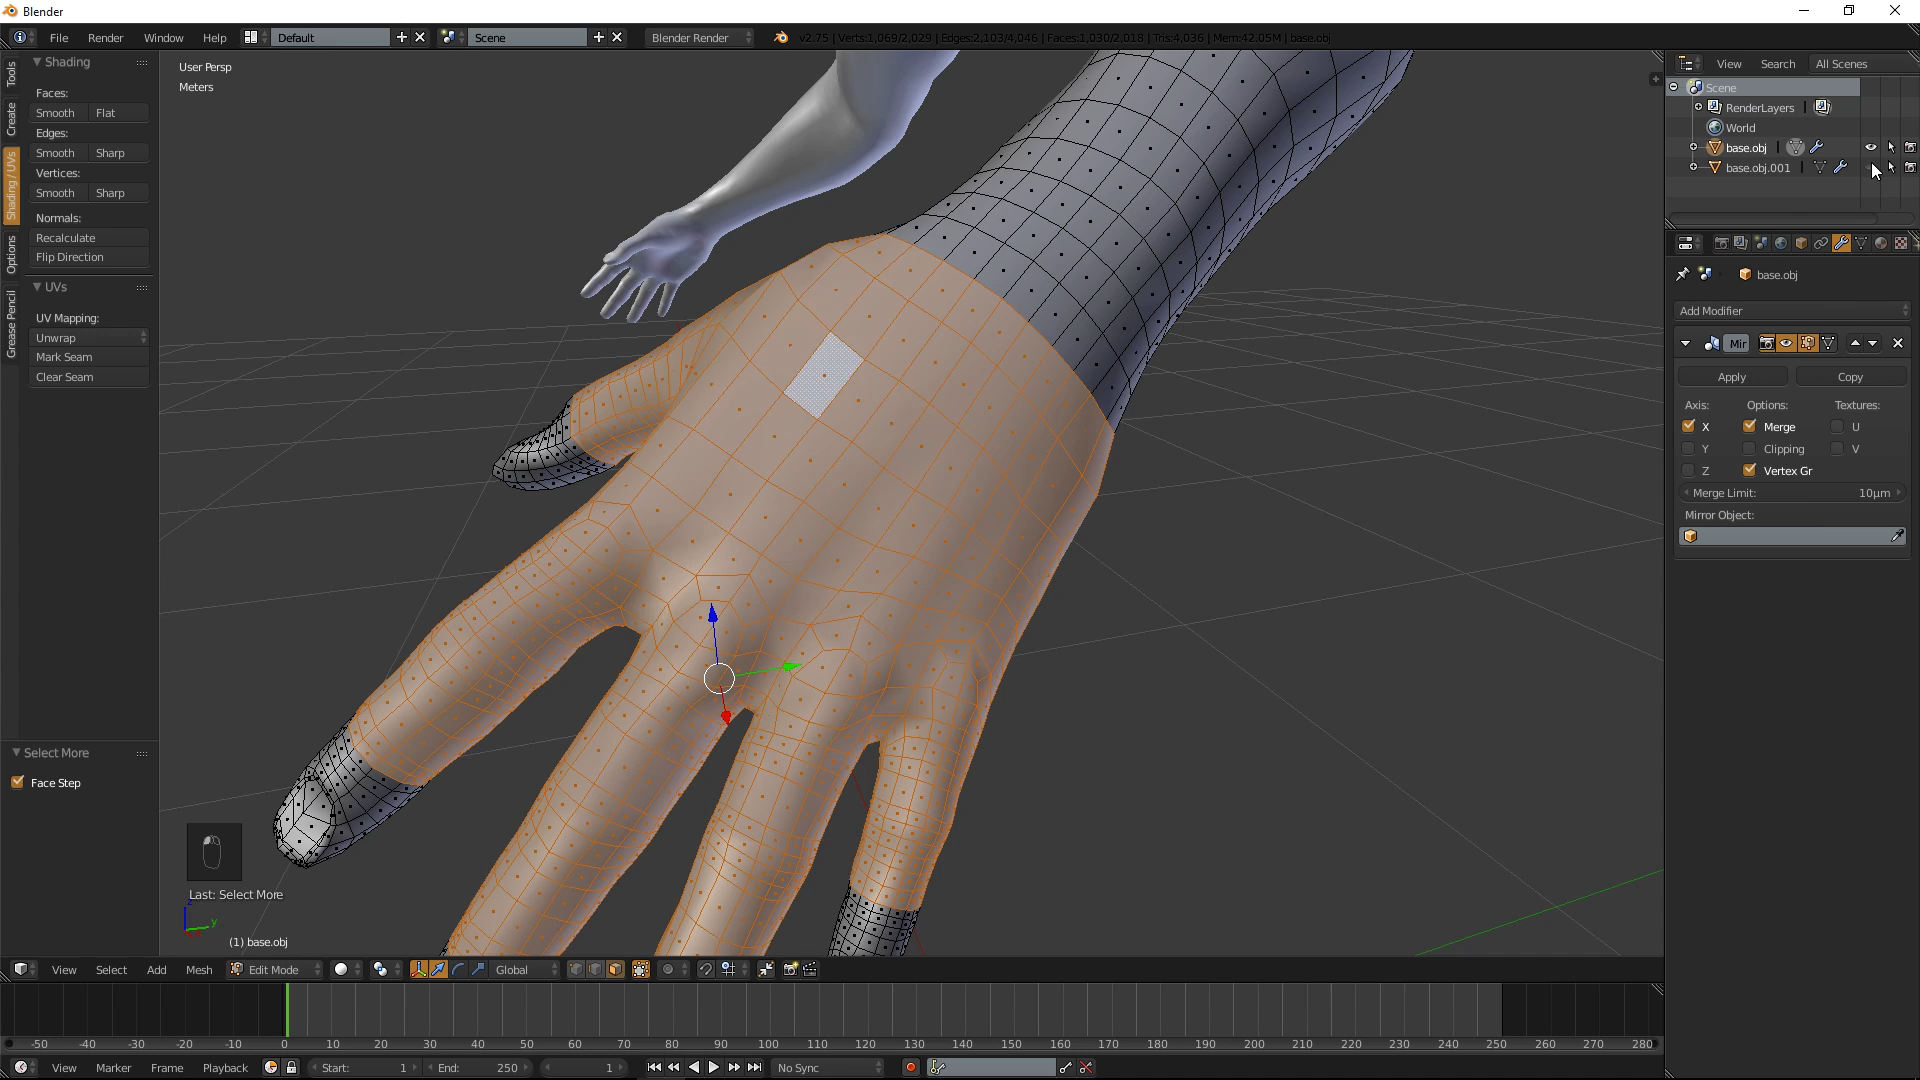 Blender
File Render Window Help Default Scene Blender Render v2.75 | Verts:1,069/2,029 | Edges:2,103/4,046 | Faces:1,030/2,018 | Tris:4,036 | Mem:42.05M | base.obj
Tools
Create
Shading / UVs
Options
Grease Pencil
Shading
Faces:
Smooth Flat
Edges:
Smooth Sharp
Vertices:
Smooth Sharp
Normals:
Recalculate
Flip Direction
UVs
UV Mapping:
Unwrap
Mark Seam
Clear Seam
Select More
Face Step
User Persp
Meters
Last: Select More
y
(1) base.obj
View Search All Scenes
Scene
RenderLayers
World
base.obj
base.obj.001
base.obj
Add Modifier
Mir
Apply Copy
Axis: Options: Textures:
X Merge U
Y Clipping V
Z Vertex Gr
Merge Limit: 10µm
Mirror Object:
View Select Add Mesh Edit Mode Global
-50 -40 -30 -20 -10 0 10 20 30 40 50 60 70 80 90 100 110 120 130 140 150 160 170 180 190 200 210 220 230 240 250 260 270 280
View Marker Frame Playback Start: 1 End: 250 1 No Sync